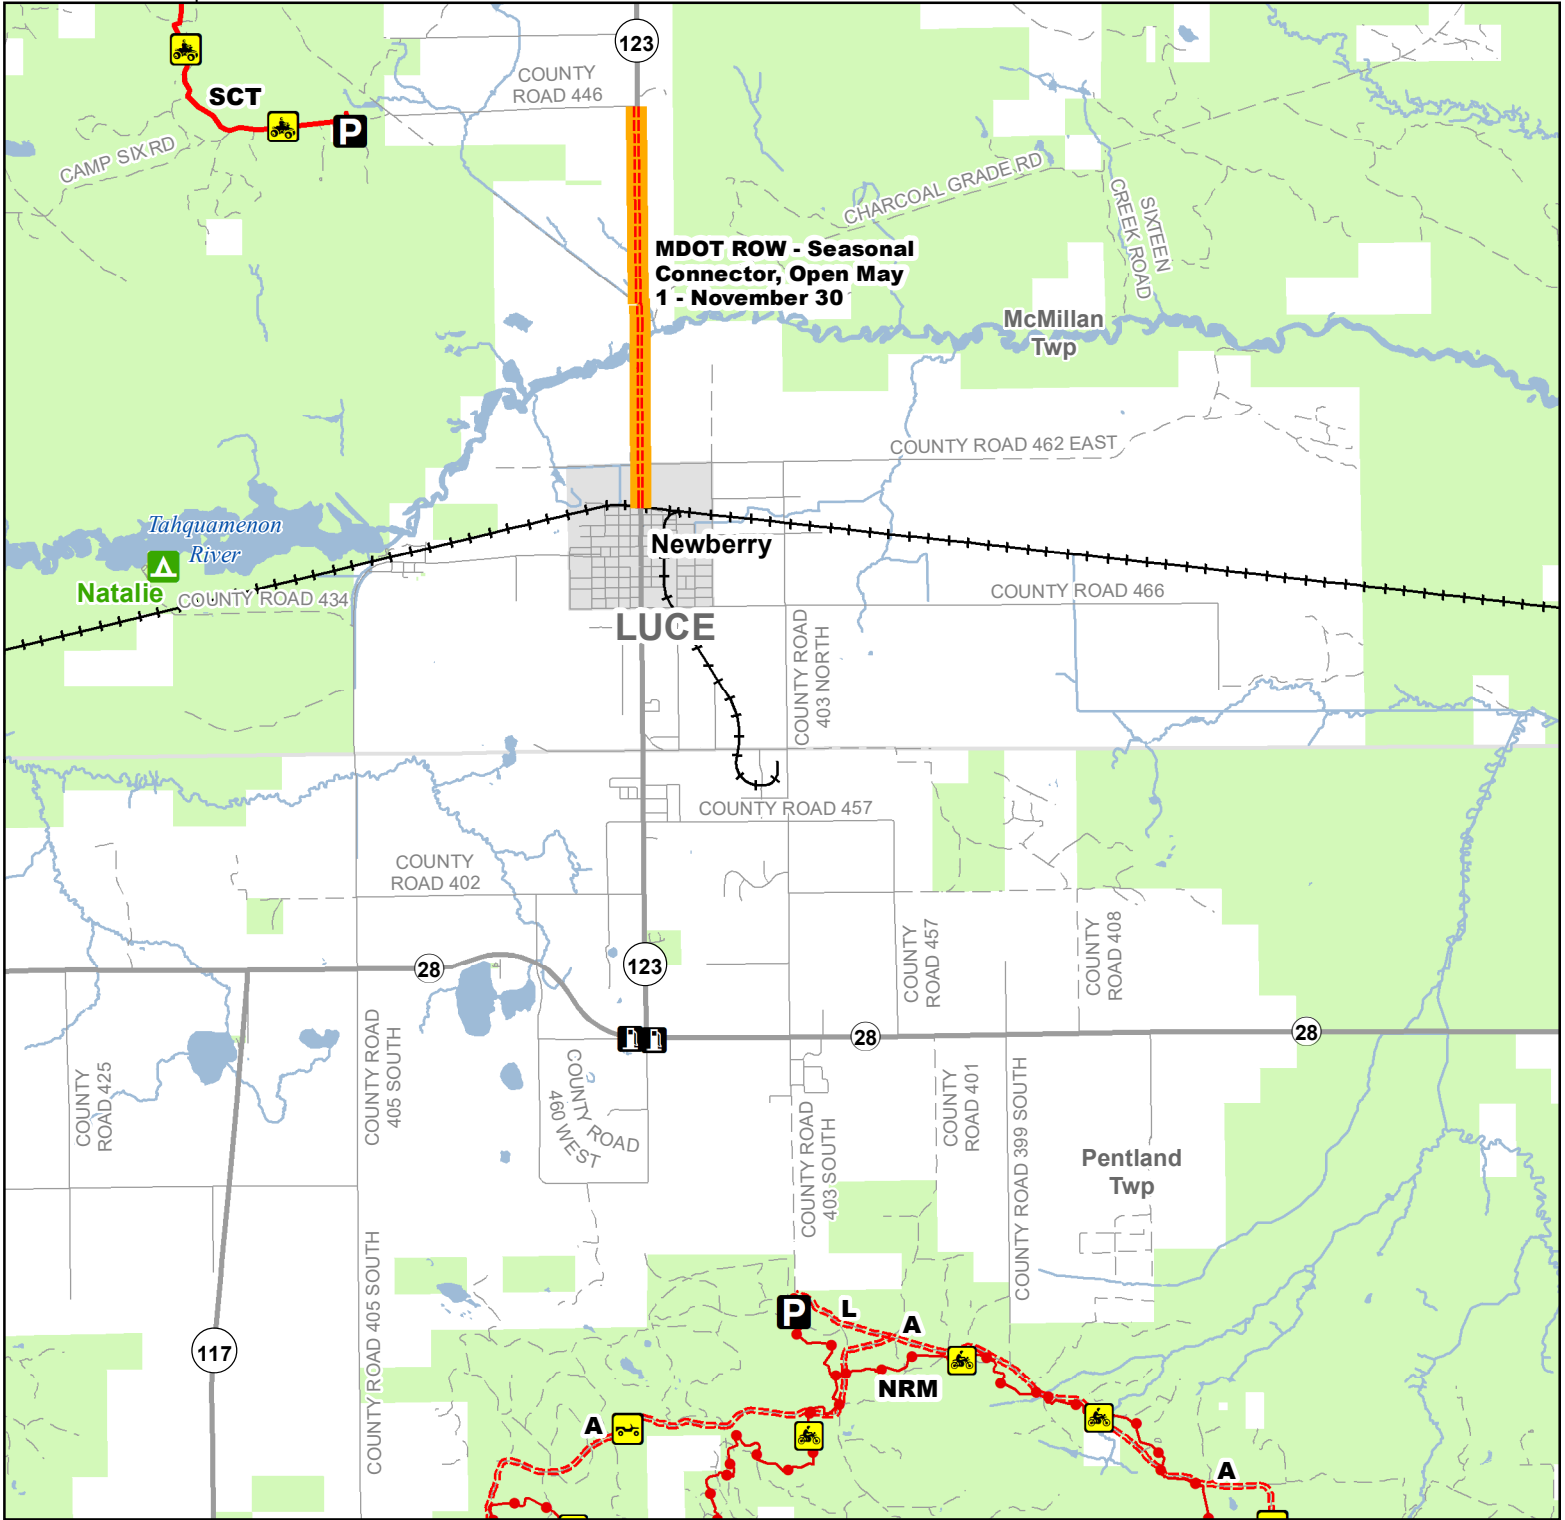 123
COUNTY
ROAD 446
SCT
P
CAMP SIX RD
CHARCOAL GRADE RD
SIXTEEN
CREEK ROAD
MDOT ROW - Seasonal
Connector, Open May
1 - November 30
McMillan
Twp
COUNTY ROAD 462 EAST
Tahquamenon
River
Natalie
COUNTY ROAD 434
Newberry
COUNTY ROAD 466
LUCE
COUNTY ROAD
403 NORTH
COUNTY ROAD 457
COUNTY
ROAD 402
COUNTY
ROAD 457
COUNTY
ROAD 408
28
123
28
28
COUNTY
ROAD 425
COUNTY ROAD
405 SOUTH
COUNTY ROAD
460 WEST
COUNTY ROAD
403 SOUTH
COUNTY
ROAD 401
COUNTY ROAD 399 SOUTH
Pentland
Twp
COUNTY ROAD 405 SOUTH
117
P
L
A
NRM
A
A